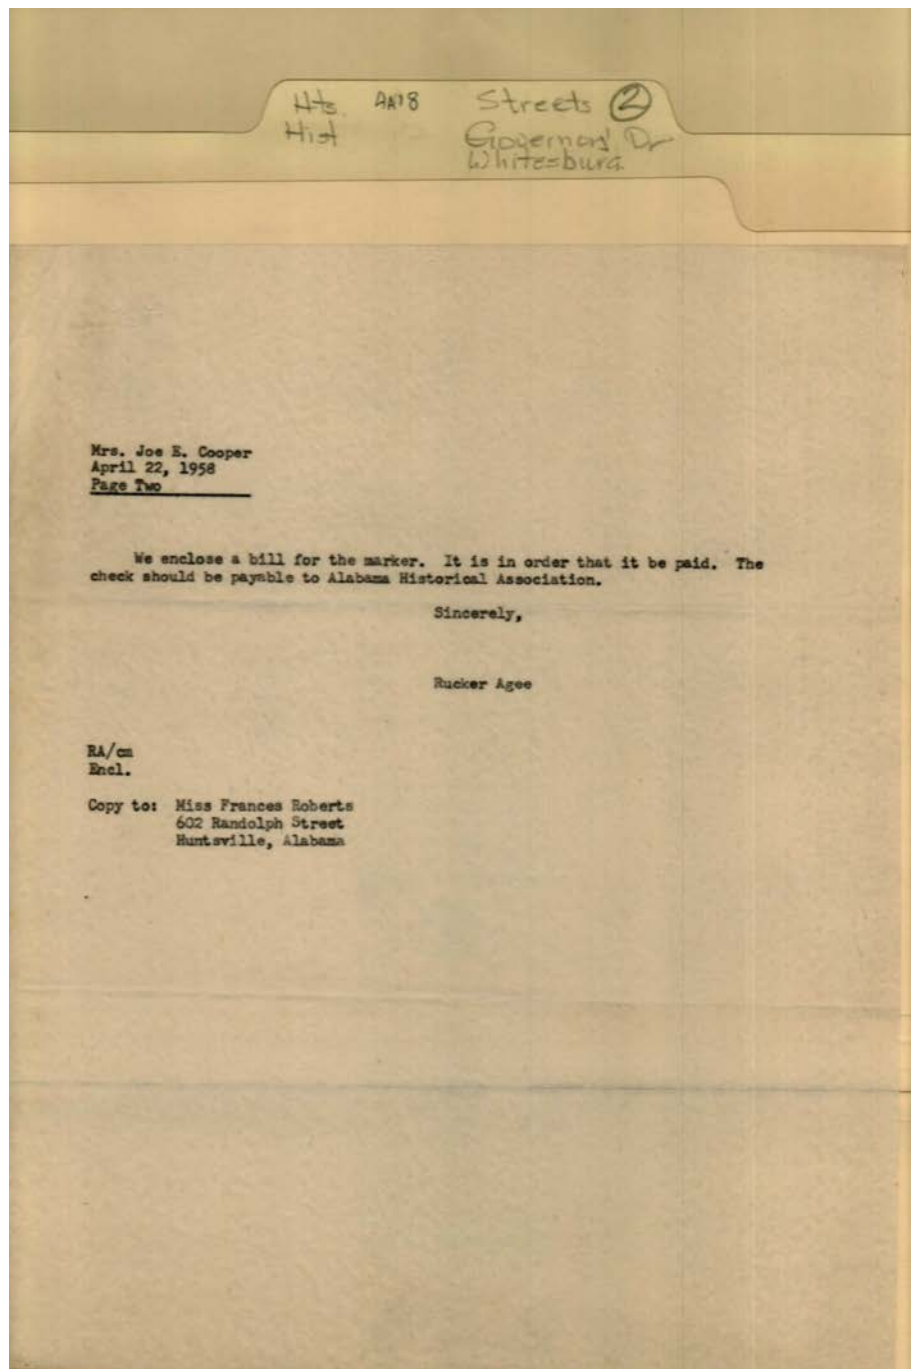 Hts. AA18 Streets ②
Hist Governors' Dr
Whitesburg
Mrs. Joe E. Cooper
April 22, 1958
Page Two
We enclose a bill for the marker. It is in order that it be paid. The
check should be payable to Alabama Historical Association.
Sincerely,
Rucker Agee
RA/cm
Encl.
Copy to: Miss Frances Roberts
602 Randolph Street
Huntsville, Alabama